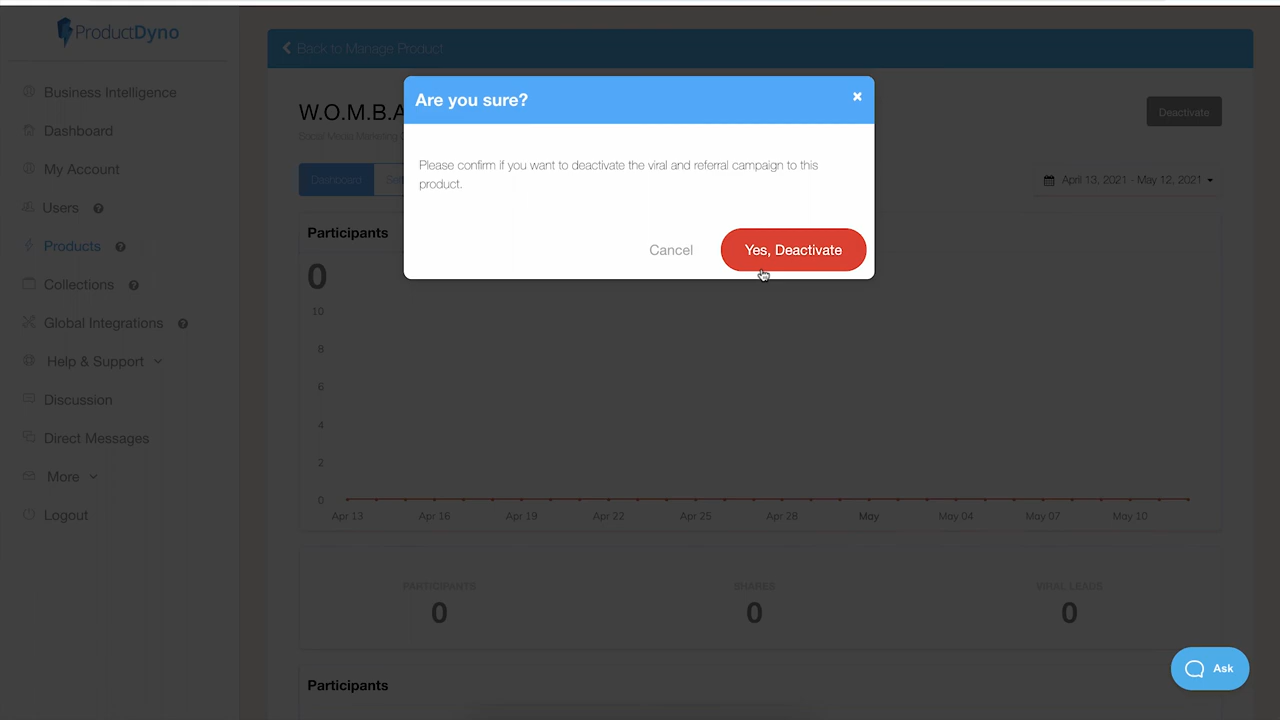 ProductDyno
Business Intelligence
Dashboard
My Account
Users
Products
Collections
Global Integrations
Help & Support
Discussion
Direct Messages
More
Logout
Back to Manage Product
W.O.M.B.A
Social Media Marketing
Deactivate
Dashboard
April 13, 2021 - May 12, 2021
Are you sure?
Please confirm if you want to deactivate the viral and referral campaign to this
product.
Cancel
Yes, Deactivate
Participants
0
10
8
6
4
2
0
Apr 13 Apr 16 Apr 19 Apr 22 Apr 25 Apr 28 May May 04 May 07 May 10
PARTICIPANTS SHARES VIRAL LEADS
0 0 0
Participants
Ask